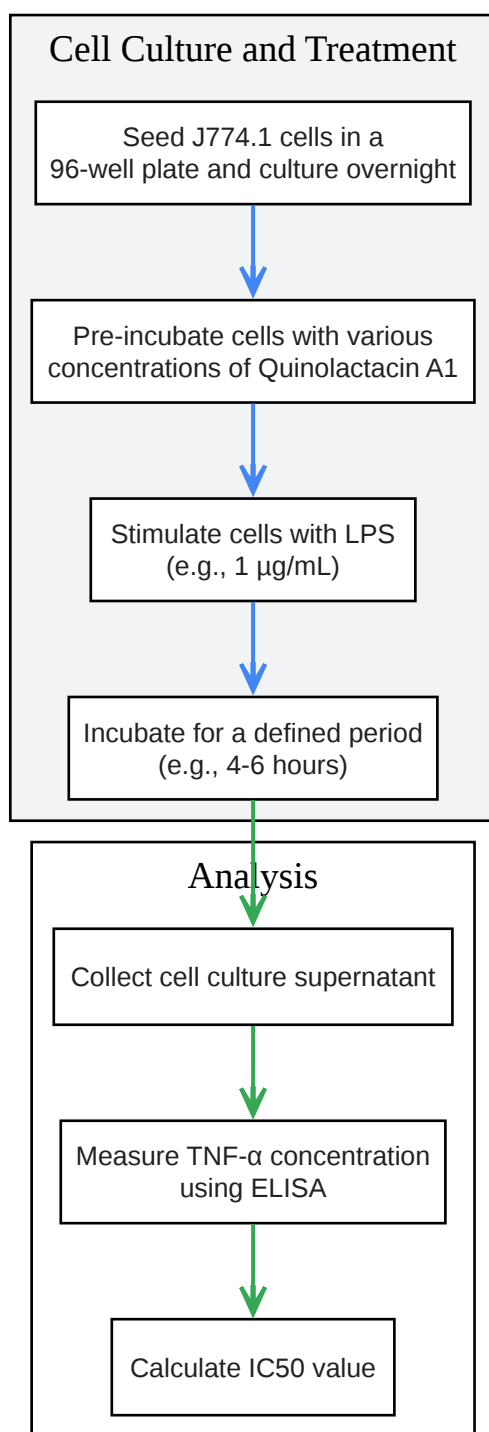 Cell Culture and Treatment
Seed J774.1 cells in a
96-well plate and culture overnight
Pre-incubate cells with various
concentrations of Quinolactacin A1
Stimulate cells with LPS
(e.g., 1 µg/mL)
Incubate for a defined period
(e.g., 4-6 hours)
Analysis
Collect cell culture supernatant
Measure TNF-α concentration
using ELISA
Calculate IC50 value